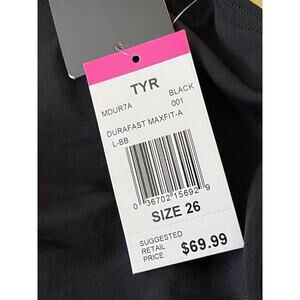 TYR
MDUR7A BLACK
001
DURAFAST MAXFIT-A
L-BB
0 36702 15692 9
SIZE 26
SUGGESTED
RETAIL
PRICE $69.99